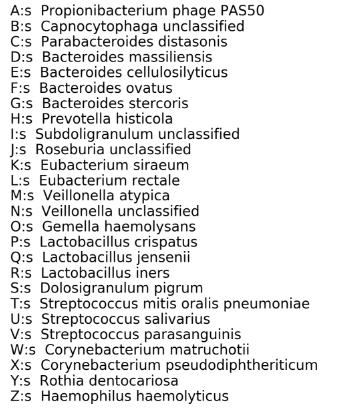 A:s Propionibacterium phage PAS50
B:s Capnocytophaga unclassified
C:s Parabacteroides distasonis
D:s Bacteroides massiliensis
E:s Bacteroides cellulosilyticus
F:s Bacteroides ovatus
G:s Bacteroides stercoris
H:s Prevotella histicola
I:s Subdoligranulum unclassified
J:s Roseburia unclassified
K:s Eubacterium siraeum
L:s Eubacterium rectale
M:s Veillonella atypica
N:s Veillonella unclassified
O:s Gemella haemolysans
P:s Lactobacillus crispatus
Q:s Lactobacillus jensenii
R:s Lactobacillus iners
S:s Dolosigranulum pigrum
T:s Streptococcus mitis oralis pneumoniae
U:s Streptococcus salivarius
V:s Streptococcus parasanguinis
W:s Corynebacterium matruchotii
X:s Corynebacterium pseudodiphtheriticum
Y:s Rothia dentocariosa
Z:s Haemophilus haemolyticus